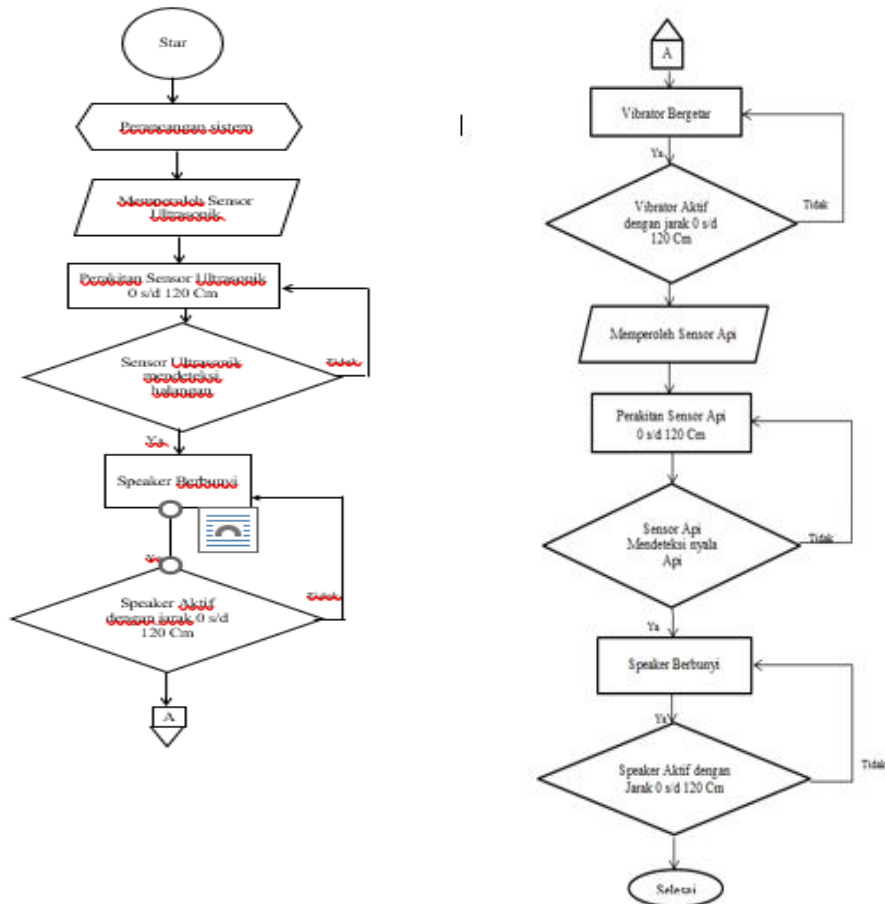 Star
Perancangan sistem
Memperoleh Sensor
Ultrasonik
Perakitan Sensor Ultrasonik
0 s/d 120 Cm
Sensor Ultrasonik
mendeteksi
halangan
Tidak
Ya
Speaker Berbunyi
Ya
Speaker Aktif
dengan jarak 0 s/d
120 Cm
Tidak
A
A
Vibrator Bergetar
Ya
Vibrator Aktif
dengan jarak 0 s/d
120 Cm
Tidak
Memperoleh Sensor Api
Perakitan Sensor Api
0 s/d 120 Cm
Sensor Api
Mendeteksi nyala
Api
Tidak
Ya
Speaker Berbunyi
Ya
Speaker Aktif dengan
Jarak 0 s/d 120 Cm
Tidak
Selesai